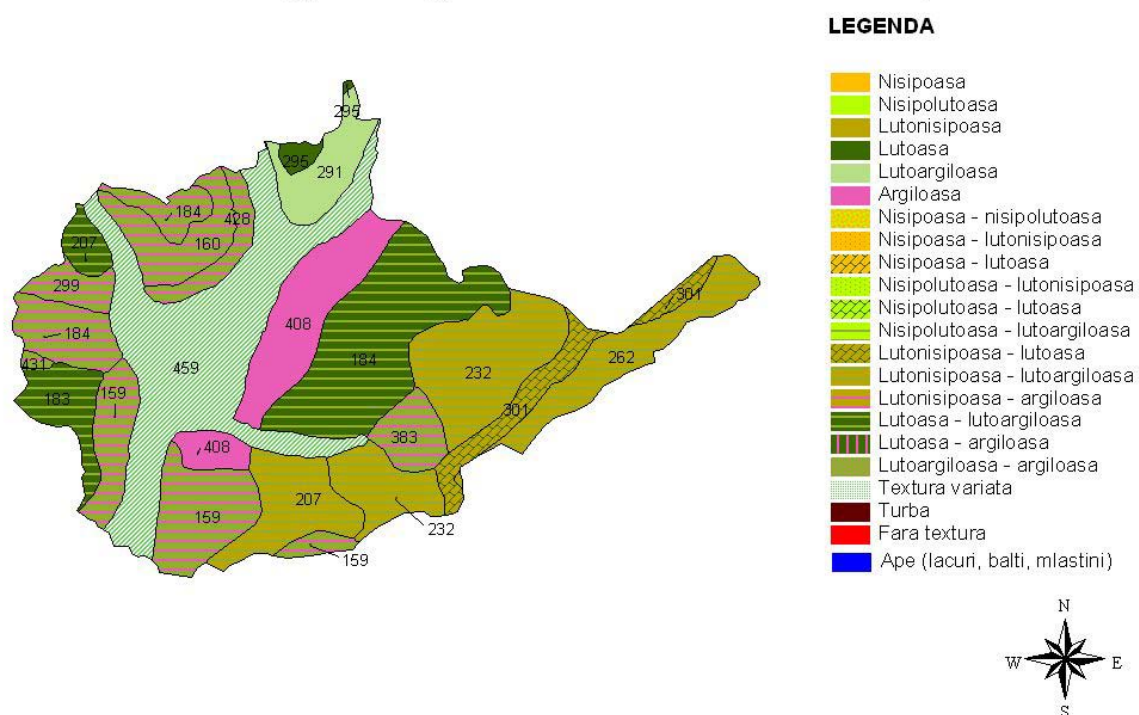 LEGENDA
Nisipoasa
Nisipolutoasa
Lutonisipoasa
Lutoasa
Lutoargiloasa
Argiloasa
Nisipoasa - nisipolutoasa
Nisipoasa - lutonisipoasa
Nisipoasa - lutoasa
Nisipolutoasa - lutonisipoasa
Nisipolutoasa - lutoasa
Nisipolutoasa - lutoargiloasa
Lutonisipoasa - lutoasa
Lutonisipoasa - lutoargiloasa
Lutonisipoasa - argiloasa
Lutoasa - lutoargiloasa
Lutoasa - argiloasa
Lutoargiloasa - argiloasa
Textura variata
Turba
Fara textura
Ape (lacuri, balti, mlastini)
295
295
291
184
428
160
207
299
184
431
183
159
459
408
184
232
301
262
301
383
408
159
207
232
159
N
W E
S